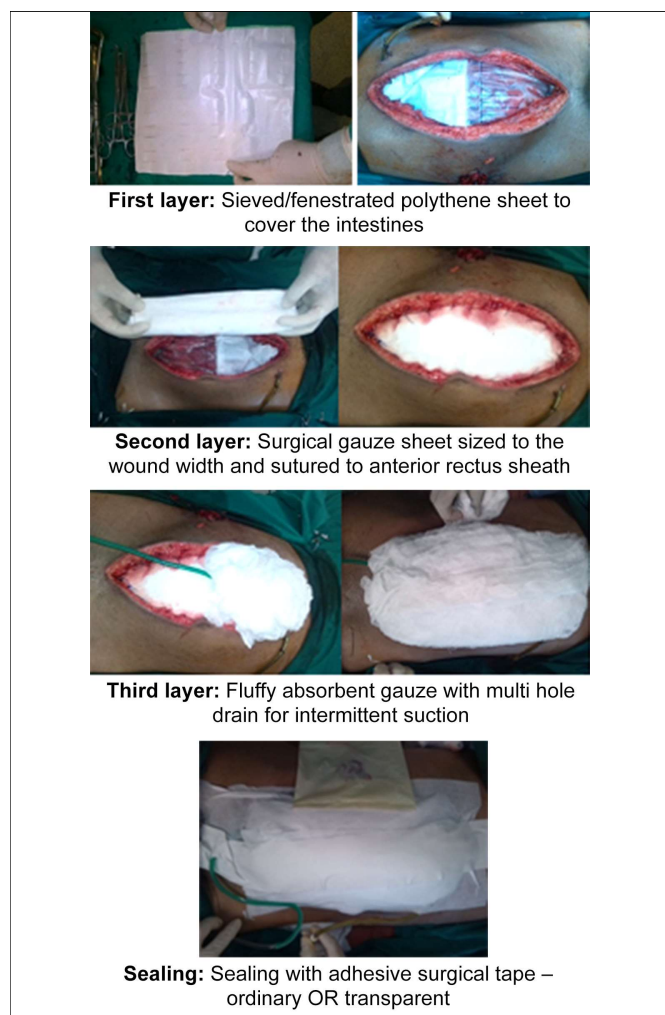 First layer: Sieved/fenestrated polythene sheet to
cover the intestines
Second layer: Surgical gauze sheet sized to the
wound width and sutured to anterior rectus sheath
Third layer: Fluffy absorbent gauze with multi hole
drain for intermittent suction
Sealing: Sealing with adhesive surgical tape –
ordinary OR transparent